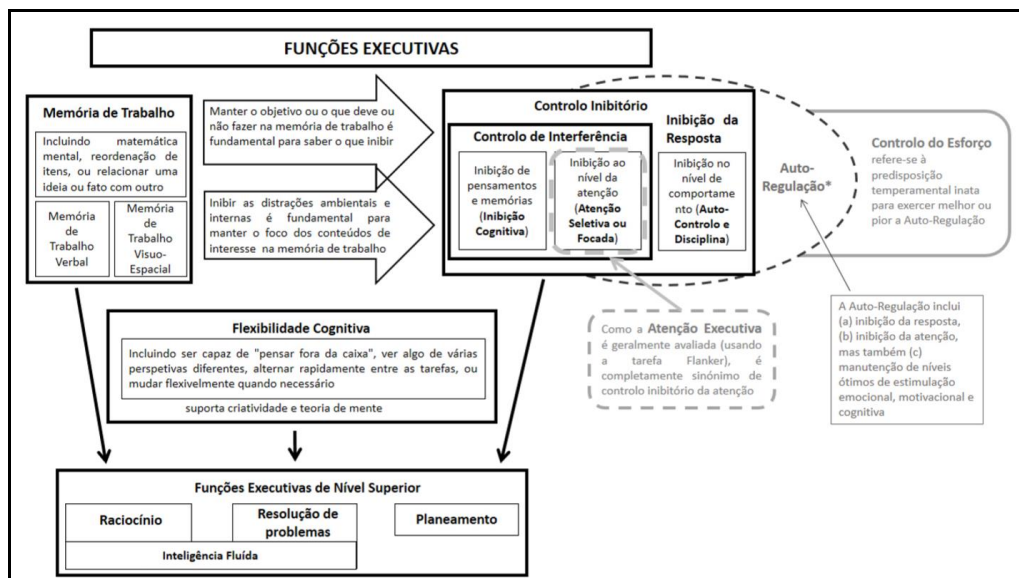 FUNÇÕES EXECUTIVAS
Memória de Trabalho
Incluindo matemática
mental, reordenação de
itens, ou relacionar uma
ideia ou fato com outro
Memória
de
Trabalho
Verbal
Memória
de
Trabalho
Visuo-
Espacial
Manter o objetivo ou o que deve ou
não fazer na memória de trabalho é
fundamental para saber o que inibir
Inibir as distrações ambientais e
internas é fundamental para
manter o foco dos conteúdos de
interesse na memória de trabalho
Controlo Inibitório
Controlo de Interferência
Inibição de
pensamentos
e memórias
(Inibição
Cognitiva)
Inibição ao
nível da
atenção
(Atenção
Seletiva ou
Focada)
Inibição da
Resposta
Inibição no
nível de
comportame
nto (Auto-
Controlo e
Disciplina)
Auto-
Regulação*
Controlo do Esforço
refere-se à
predisposição
temperamental inata
para exercer melhor ou
pior a Auto-Regulação
Flexibilidade Cognitiva
Incluindo ser capaz de "pensar fora da caixa", ver algo de várias
perspetivas diferentes, alternar rapidamente entre as tarefas, ou
mudar flexivelmente quando necessário
suporta criatividade e teoria de mente
Como a Atenção Executiva
é geralmente avaliada (usando
a tarefa Flanker), é
completamente sinónimo de
controlo inibitório da atenção
A Auto-Regulação inclui
(a) inibição da resposta,
(b) inibição da atenção,
mas também (c)
manutenção de níveis
ótimos de estimulação
emocional, motivacional e
cognitiva
Funções Executivas de Nível Superior
Raciocínio
Resolução de
problemas
Planeamento
Inteligência Fluída